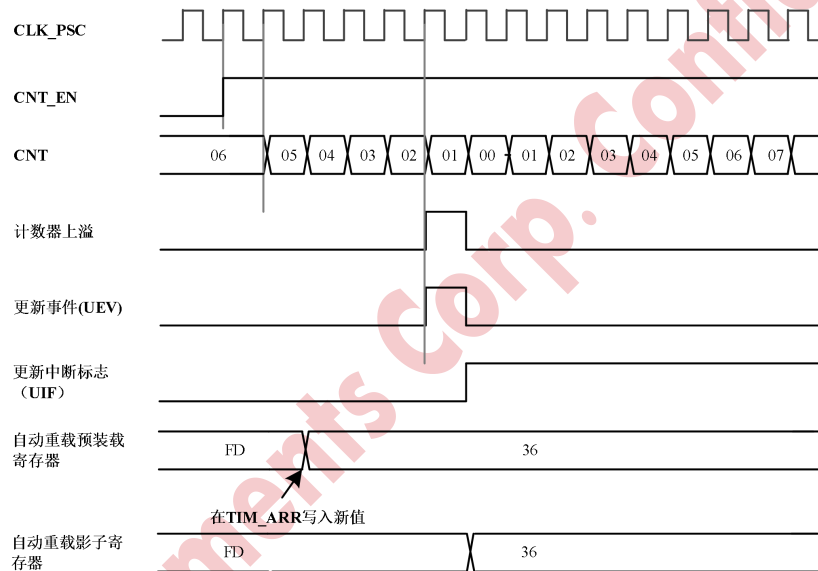 CLK_PSC
CNT_EN
CNT
06 05 04 03 02 01 00 01 02 03 04 05 06 07
计数器上溢
更新事件(UEV)
更新中断标志
（UIF）
自动重载预装载
寄存器
FD 36
在TIM_ARR写入新值
自动重载影子寄
存器
FD 36
ments Corp. Confi